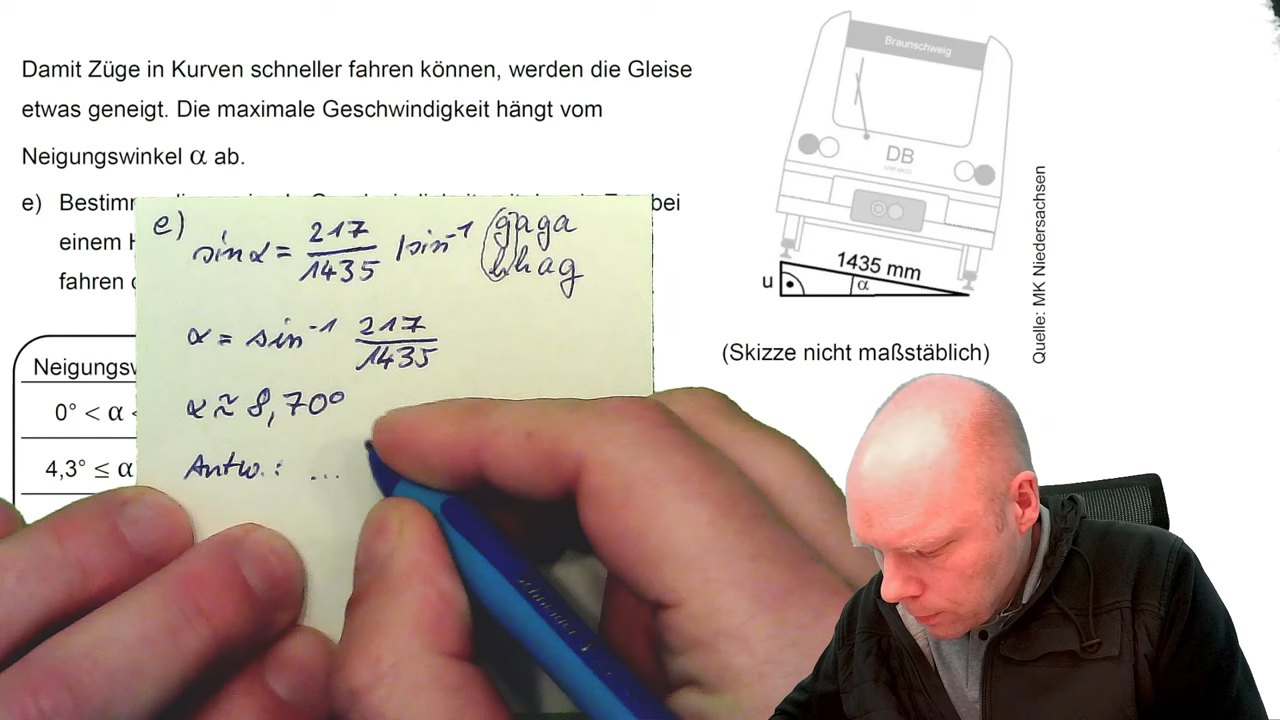 Damit Züge in Kurven schneller fahren können, werden die Gleise
etwas geneigt. Die maximale Geschwindigkeit hängt vom
Neigungswinkel α ab.
e) Bestimm bei
einem H
fahren
e)
sin α = 217/1435 | sin⁻¹
gaga
hhag
α = sin⁻¹ 217/1435
α ≈ 8,70°
Antw.: ...
Neigungsw
0° < α <
4,3° ≤ α
Braunschweig
DB
1435 mm
u
α
(Skizze nicht maßstäblich)
Quelle: MK Niedersachsen
schneider